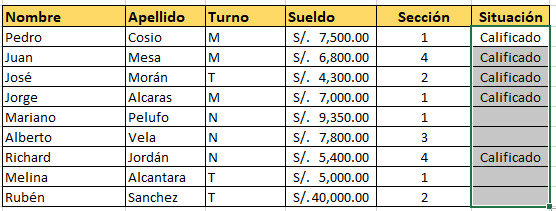 Nombre Apellido Turno Sueldo Sección Situación
Pedro Cosio M S/. 7,500.00 1 Calificado
Juan Mesa M S/. 6,800.00 4 Calificado
José Morán T S/. 4,300.00 2 Calificado
Jorge Alcaras M S/. 7,000.00 1 Calificado
Mariano Pelufo N S/. 9,350.00 1
Alberto Vela N S/. 7,800.00 3
Richard Jordán N S/. 5,400.00 4 Calificado
Melina Alcantara T S/. 5,000.00 1
Rubén Sanchez T S/. 40,000.00 2